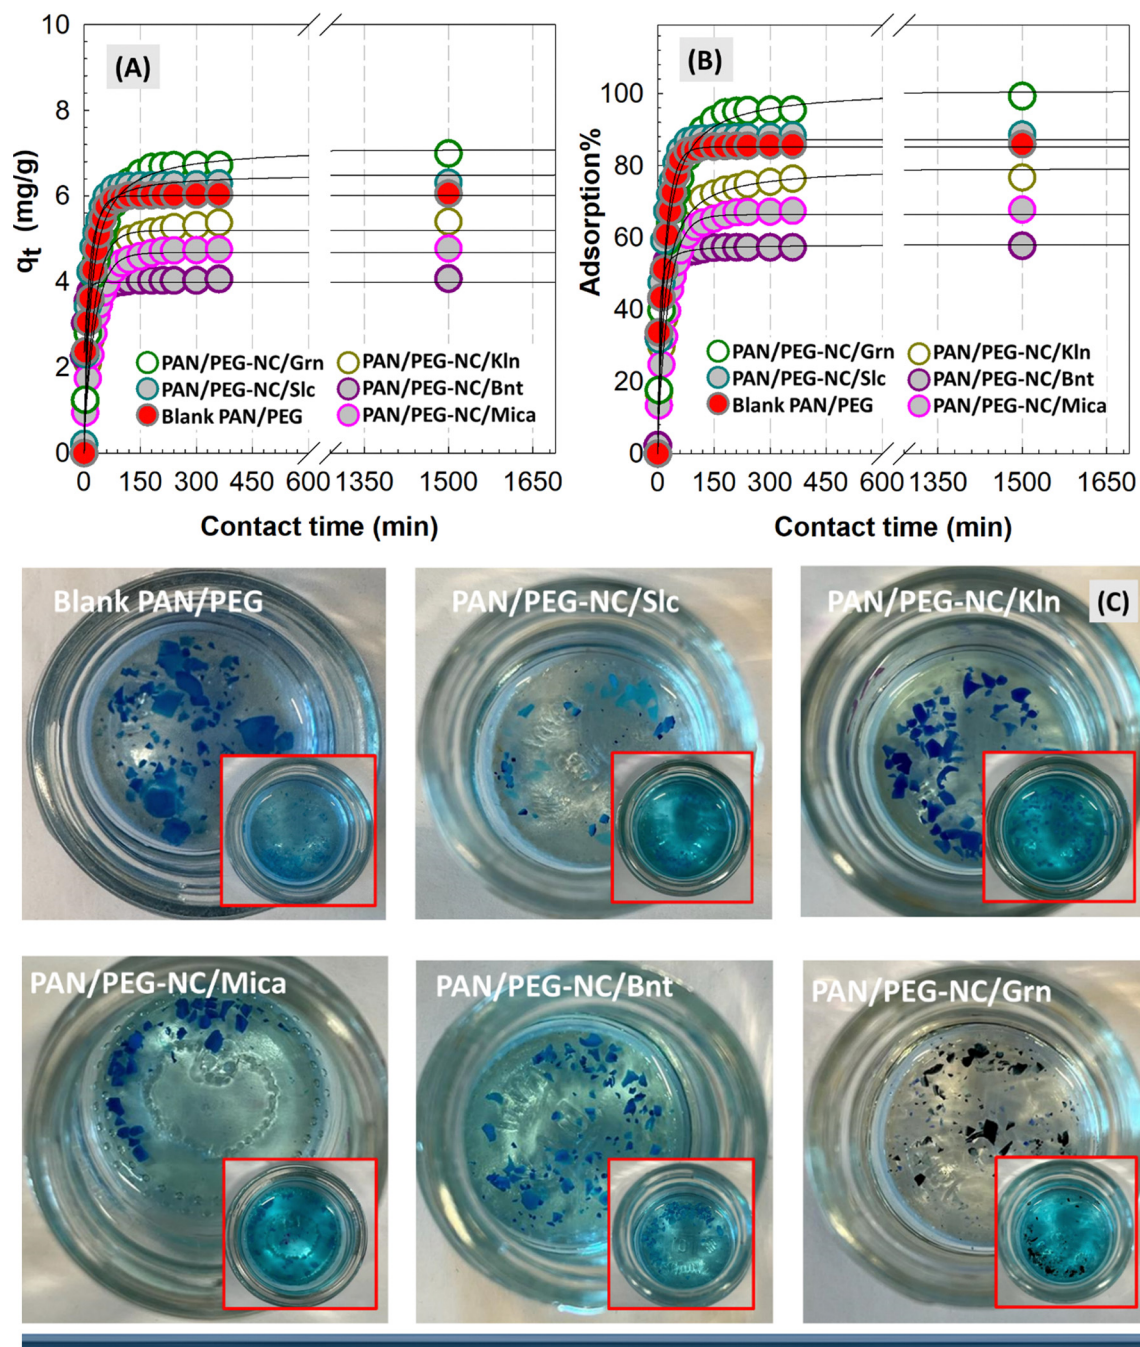 (A)
qt (mg/g)
10
8
6
4
2
0
0 150 300 450 600 1350 1500 1650
Contact time (min)
PAN/PEG-NC/Grn
PAN/PEG-NC/Slc
Blank PAN/PEG
PAN/PEG-NC/Kln
PAN/PEG-NC/Bnt
PAN/PEG-NC/Mica
(B)
Adsorption%
100
80
60
40
20
0
0 150 300 450 600 1350 1500 1650
Contact time (min)
PAN/PEG-NC/Grn
PAN/PEG-NC/Slc
Blank PAN/PEG
PAN/PEG-NC/Kln
PAN/PEG-NC/Bnt
PAN/PEG-NC/Mica
Blank PAN/PEG
PAN/PEG-NC/Slc
PAN/PEG-NC/Kln
(C)
PAN/PEG-NC/Mica
PAN/PEG-NC/Bnt
PAN/PEG-NC/Grn